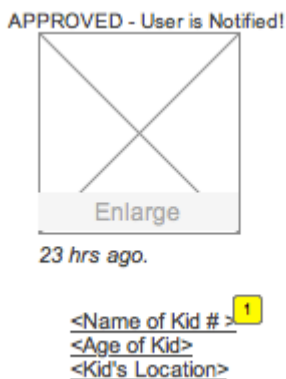 APPROVED - User is Notified!
Enlarge
23 hrs ago.
1
<Name of Kid # >
<Age of Kid>
<Kid's Location>